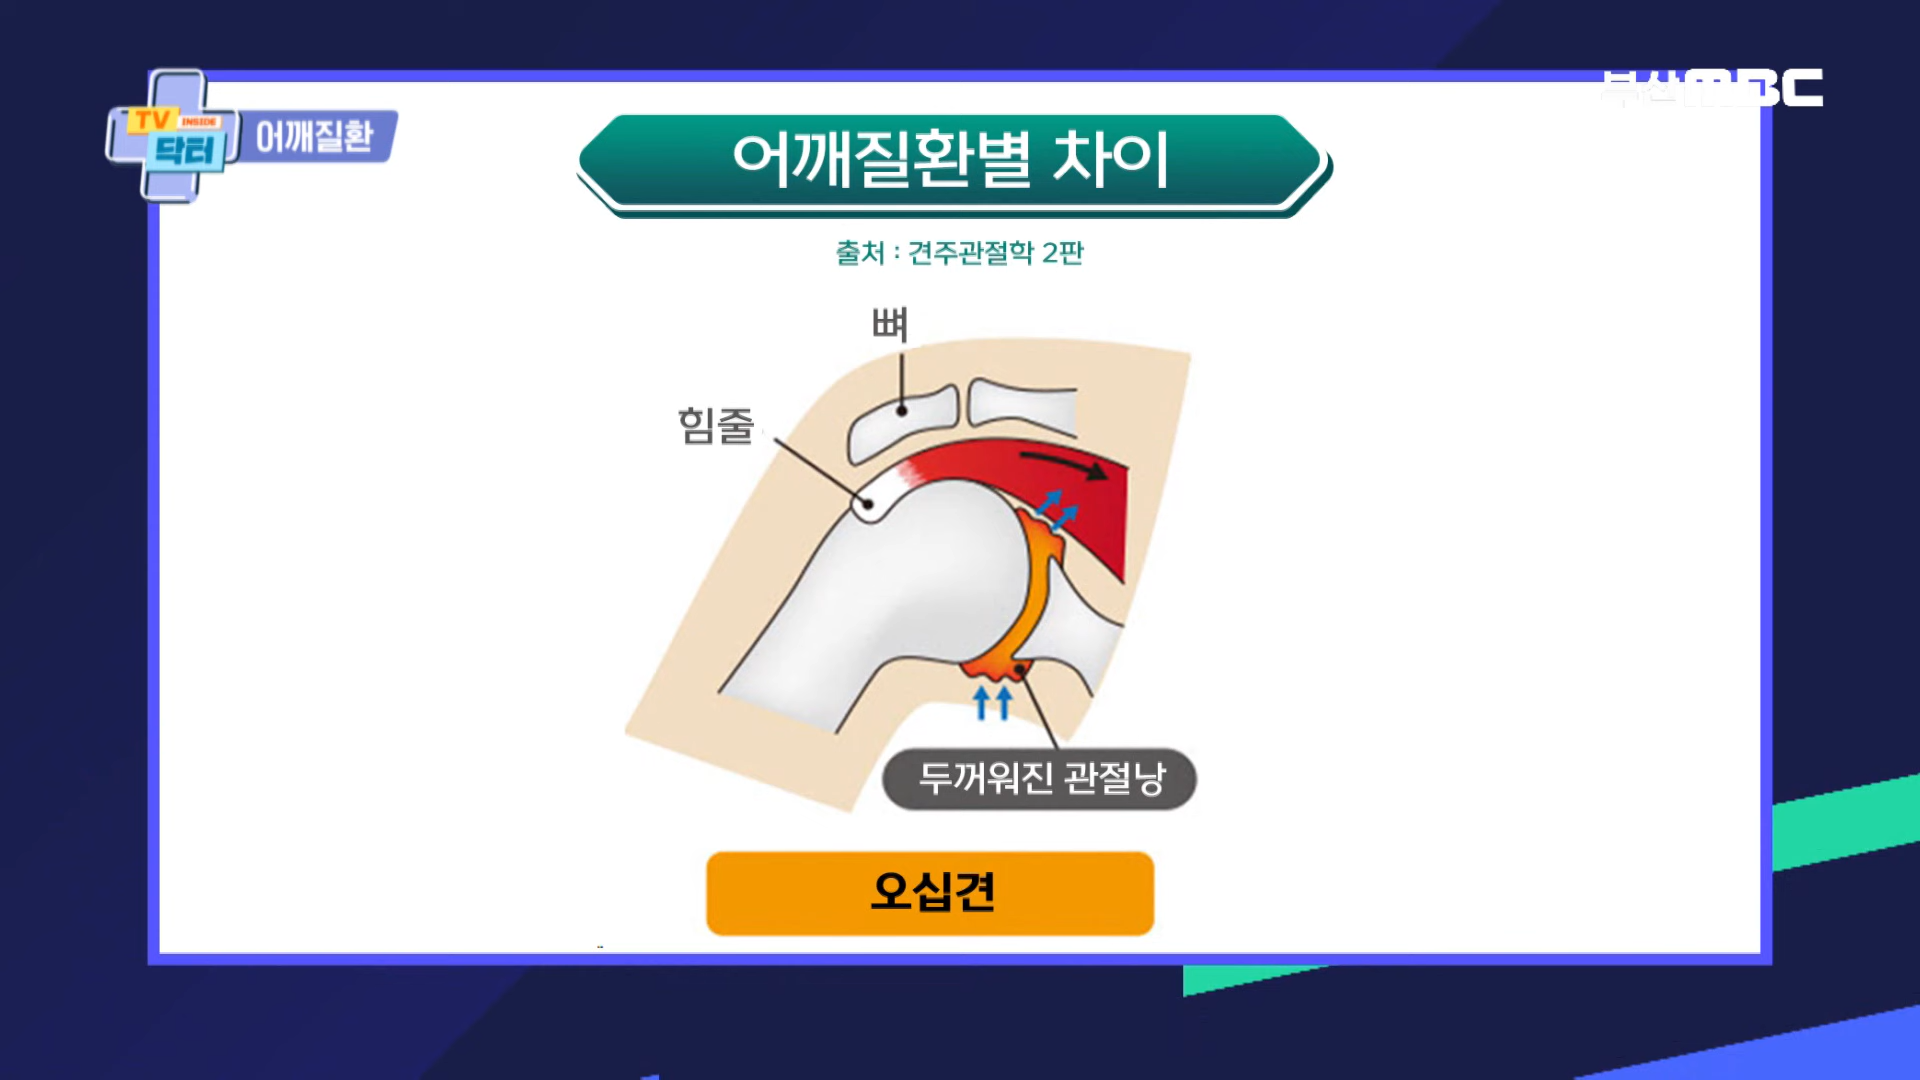 부산MBC
TV INSIDE
닥터
어깨질환
어깨질환별 차이
출처 : 견주관절학 2판
뼈
힘줄
두꺼워진 관절낭
오십견